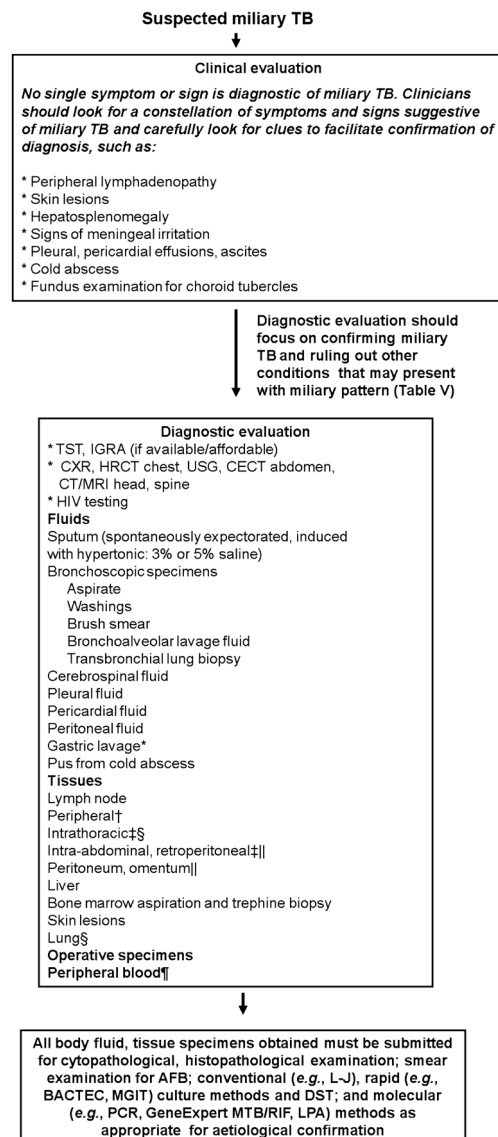 Suspected miliary TB
Clinical evaluation
No single symptom or sign is diagnostic of miliary TB. Clinicians
should look for a constellation of symptoms and signs suggestive
of miliary TB and carefully look for clues to facilitate confirmation of
diagnosis, such as:
* Peripheral lymphadenopathy
* Skin lesions
* Hepatosplenomegaly
* Signs of meningeal irritation
* Pleural, pericardial effusions, ascites
* Cold abscess
* Fundus examination for choroid tubercles
Diagnostic evaluation should
focus on confirming miliary
TB and ruling out other
conditions that may present
with miliary pattern (Table V)
Diagnostic evaluation
* TST, IGRA (if available/affordable)
* CXR, HRCT chest, USG, CECT abdomen,
CT/MRI head, spine
* HIV testing
Fluids
Sputum (spontaneously expectorated, induced
with hypertonic: 3% or 5% saline)
Bronchoscopic specimens
Aspirate
Washings
Brush smear
Bronchoalveolar lavage fluid
Transbronchial lung biopsy
Cerebrospinal fluid
Pleural fluid
Pericardial fluid
Peritoneal fluid
Gastric lavage*
Pus from cold abscess
Tissues
Lymph node
Peripheral†
Intrathoracic‡§
Intra-abdominal, retroperitoneal‡||
Peritoneum, omentum||
Liver
Bone marrow aspiration and trephine biopsy
Skin lesions
Lung§
Operative specimens
Peripheral blood¶
All body fluid, tissue specimens obtained must be submitted
for cytopathological, histopathological examination; smear
examination for AFB; conventional (e.g., L-J), rapid (e.g.,
BACTEC, MGIT) culture methods and DST; and molecular
(e.g., PCR, GeneExpert MTB/RIF, LPA) methods as
appropriate for aetiological confirmation